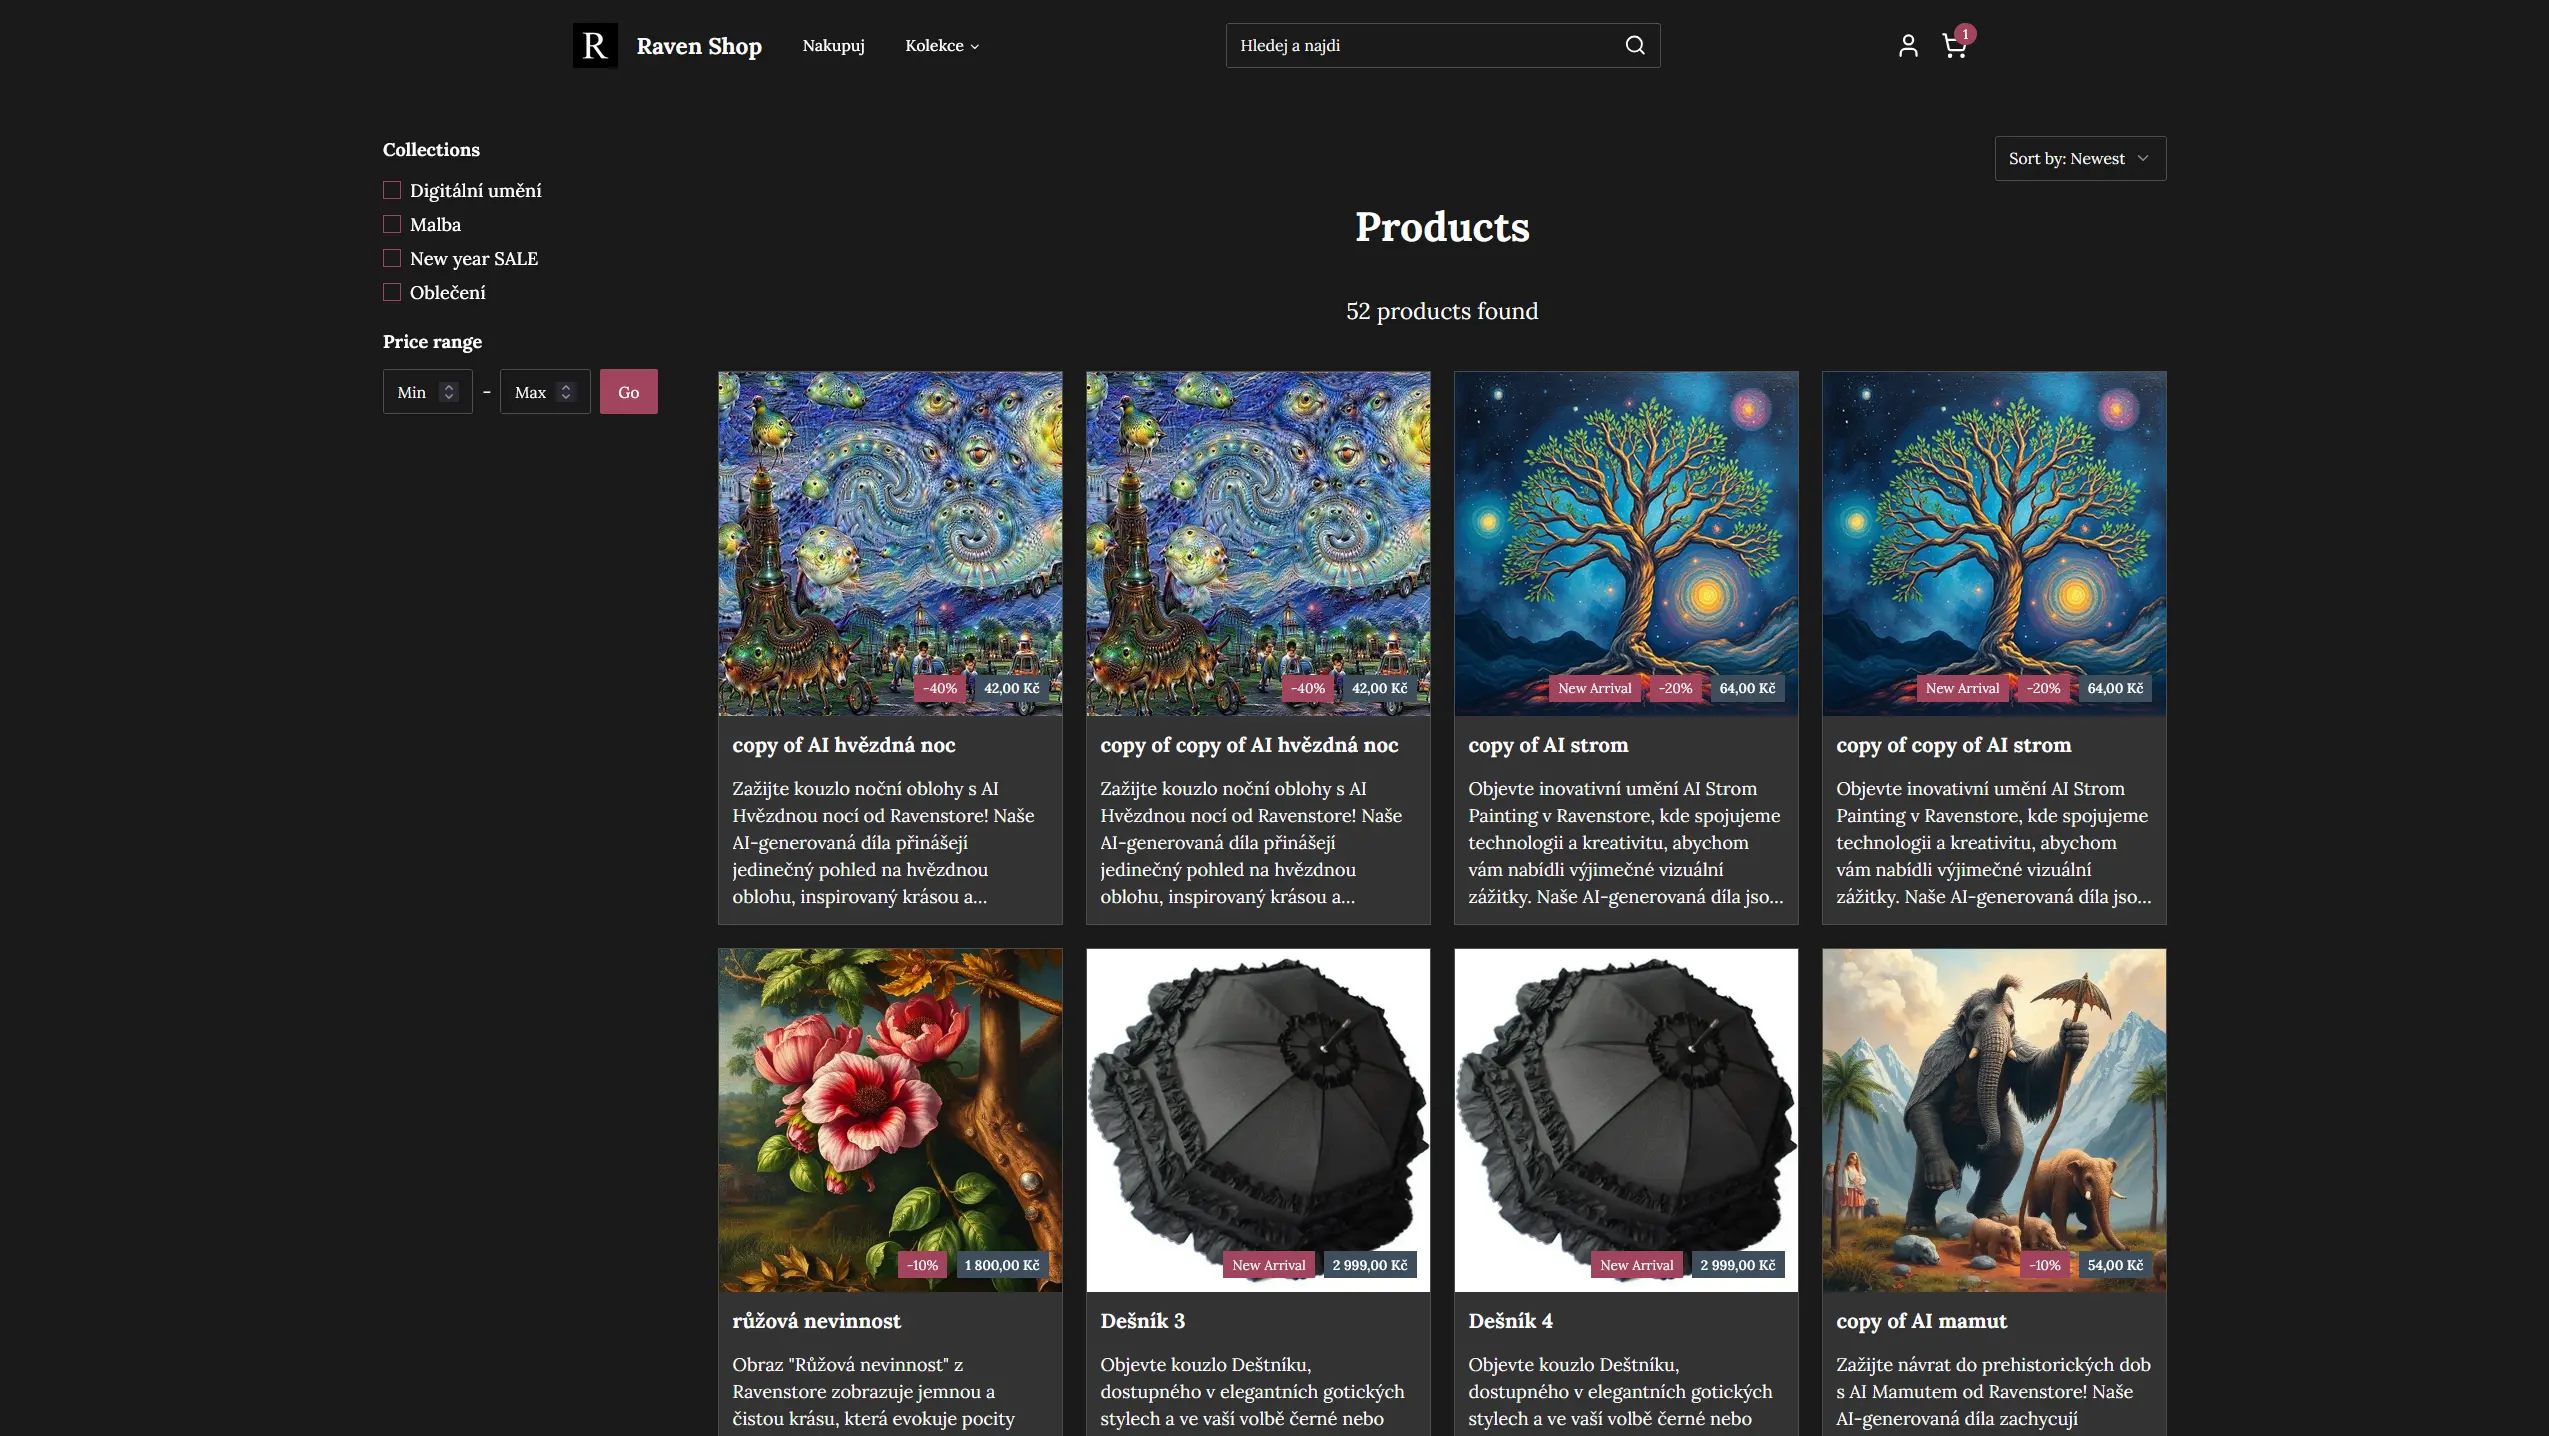 R Raven Shop Nakupuj Kolekce Hledej a najdi 1
Collections
Digitální umění
Malba
New year SALE
Oblečení
Price range
Min - Max Go
Sort by: Newest
Products
52 products found
-40% 42,00 Kč
copy of AI hvězdná noc
Zažijte kouzlo noční oblohy s AI
Hvězdnou nocí od Ravenstore! Naše
AI-generovaná díla přinášejí
jedinečný pohled na hvězdnou
oblohu, inspirovaný krásou a...
-40% 42,00 Kč
copy of copy of AI hvězdná noc
Zažijte kouzlo noční oblohy s AI
Hvězdnou nocí od Ravenstore! Naše
AI-generovaná díla přinášejí
jedinečný pohled na hvězdnou
oblohu, inspirovaný krásou a...
New Arrival -20% 64,00 Kč
copy of AI strom
Objevte inovativní umění AI Strom
Painting v Ravenstore, kde spojujeme
technologii a kreativitu, abychom
vám nabídli výjimečné vizuální
zážitky. Naše AI-generovaná díla jso...
New Arrival -20% 64,00 Kč
copy of copy of AI strom
Objevte inovativní umění AI Strom
Painting v Ravenstore, kde spojujeme
technologii a kreativitu, abychom
vám nabídli výjimečné vizuální
zážitky. Naše AI-generovaná díla jso...
-10% 1 800,00 Kč
růžová nevinnost
Obraz "Růžová nevinnost" z
Ravenstore zobrazuje jemnou a
čistou krásu, která evokuje pocity
New Arrival 2 999,00 Kč
Dešník 3
Objevte kouzlo Deštníku,
dostupného v elegantních gotických
stylech a ve vaší volbě černé nebo
New Arrival 2 999,00 Kč
Dešník 4
Objevte kouzlo Deštníku,
dostupného v elegantních gotických
stylech a ve vaší volbě černé nebo
-10% 54,00 Kč
copy of AI mamut
Zažijte návrat do prehistorických dob
s AI Mamutem od Ravenstore! Naše
AI-generovaná díla zachycují